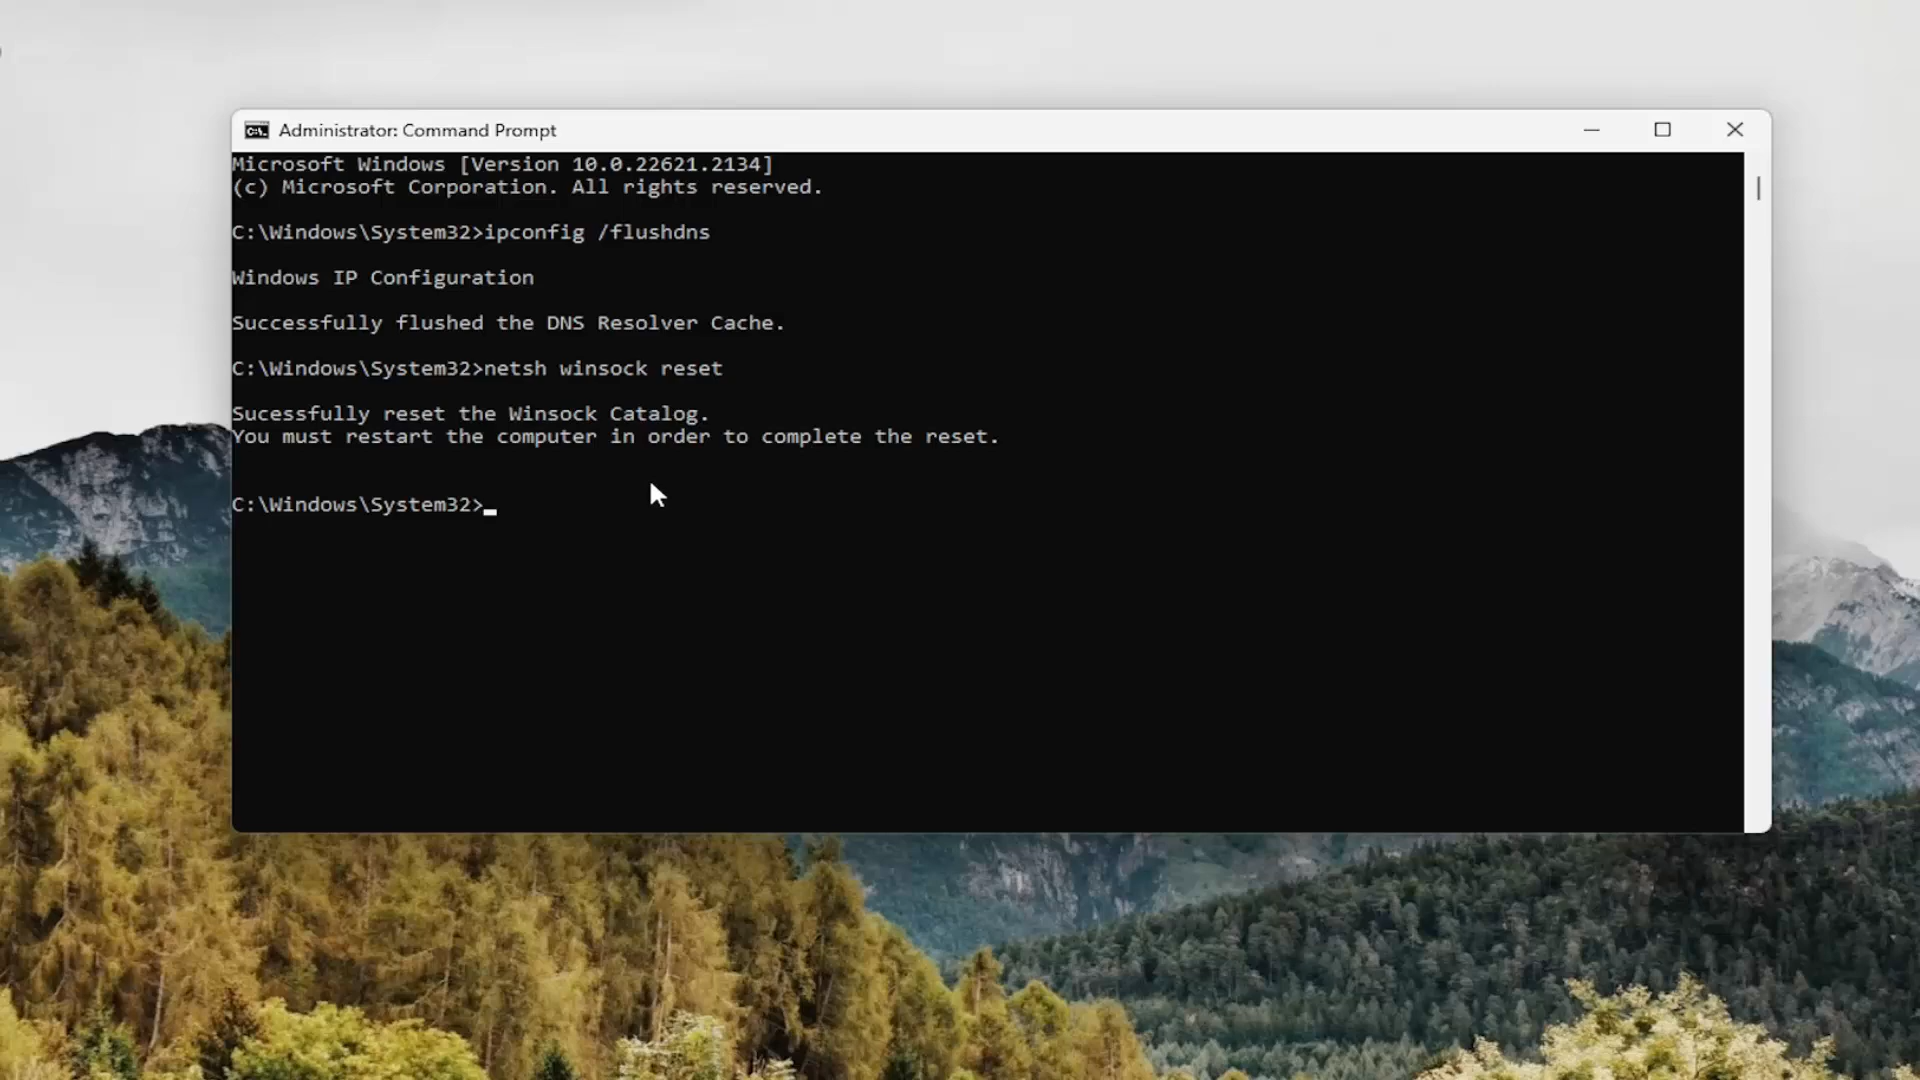 Administrator: Command Prompt
Microsoft Windows [Version 10.0.22621.2134]
(c) Microsoft Corporation. All rights reserved.
C:\Windows\System32>ipconfig /flushdns
Windows IP Configuration
Successfully flushed the DNS Resolver Cache.
C:\Windows\System32>netsh winsock reset
Sucessfully reset the Winsock Catalog.
You must restart the computer in order to complete the reset.
C:\Windows\System32>